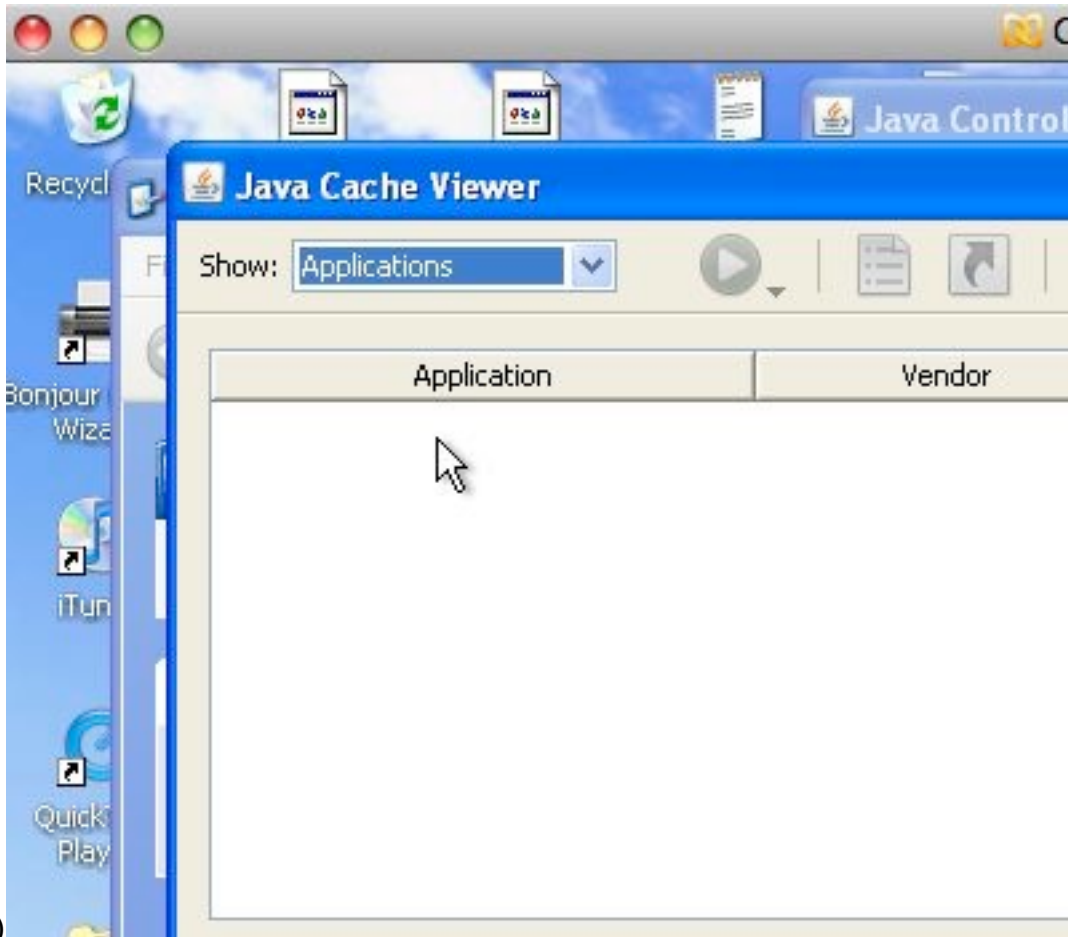 Java Control
Recycl
Java Cache Viewer
Show: Applications
Application Vendor
Bonjour
Wiza
iTun
Quick
Play